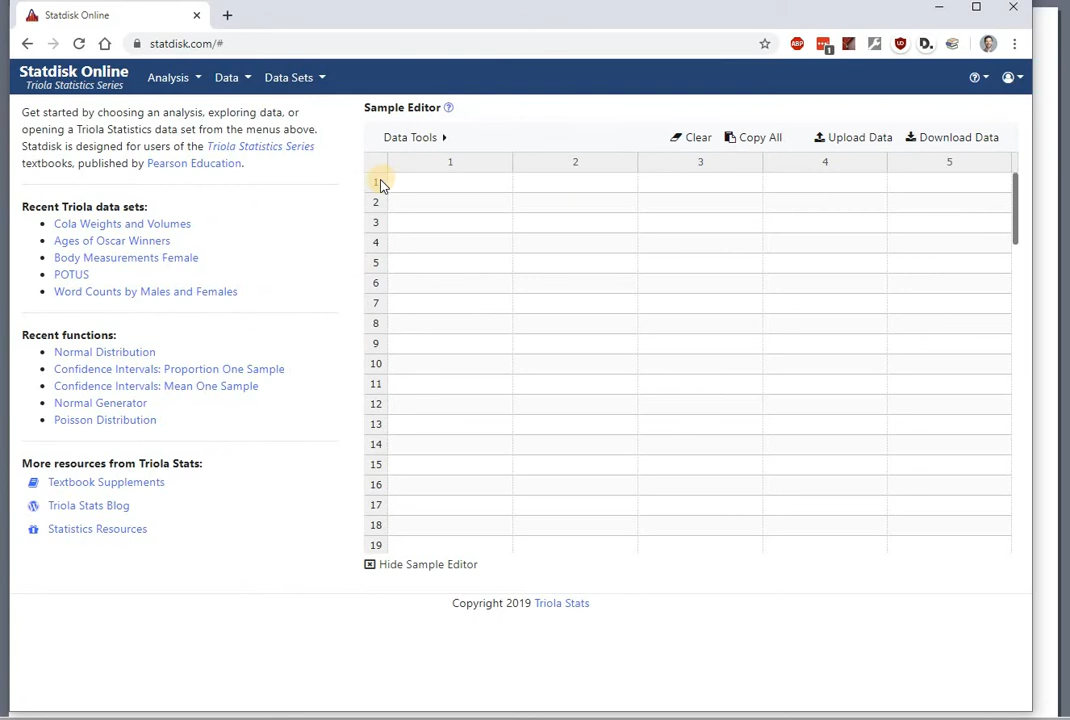 Statdisk Online
statdisk.com/#
ABP
1
UD
D.
Statdisk Online
Triola Statistics Series
Analysis
Data
Data Sets
Get started by choosing an analysis, exploring data, or
opening a Triola Statistics data set from the menus above.
Statdisk is designed for users of the Triola Statistics Series
textbooks, published by Pearson Education.
Recent Triola data sets:
Cola Weights and Volumes
Ages of Oscar Winners
Body Measurements Female
POTUS
Word Counts by Males and Females
Recent functions:
Normal Distribution
Confidence Intervals: Proportion One Sample
Confidence Intervals: Mean One Sample
Normal Generator
Poisson Distribution
More resources from Triola Stats:
Textbook Supplements
Triola Stats Blog
Statistics Resources
Sample Editor ?
Data Tools
Clear
Copy All
Upload Data
Download Data
1 2 3 4 5
1
2
3
4
5
6
7
8
9
10
11
12
13
14
15
16
17
18
19
Hide Sample Editor
Copyright 2019 Triola Stats